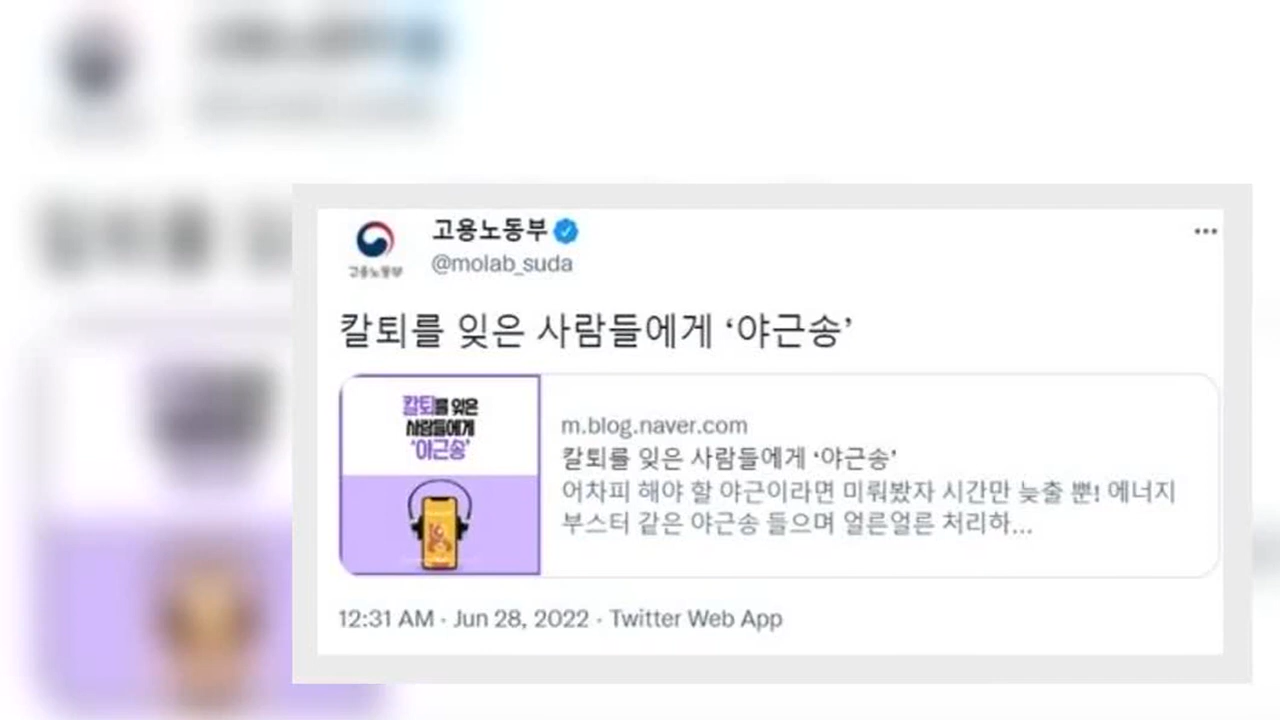 고용노동부
고용노동부
@molab_suda
칼퇴를 잊은 사람들에게 ‘야근송’
칼퇴를 잊은
사람들에게
‘야근송’
m.blog.naver.com
칼퇴를 잊은 사람들에게 ‘야근송’
어차피 해야 할 야근이라면 미뤄봤자 시간만 늦출 뿐! 에너지
부스터 같은 야근송 들으며 얼른얼른 처리하...
12:31 AM · Jun 28, 2022 · Twitter Web App